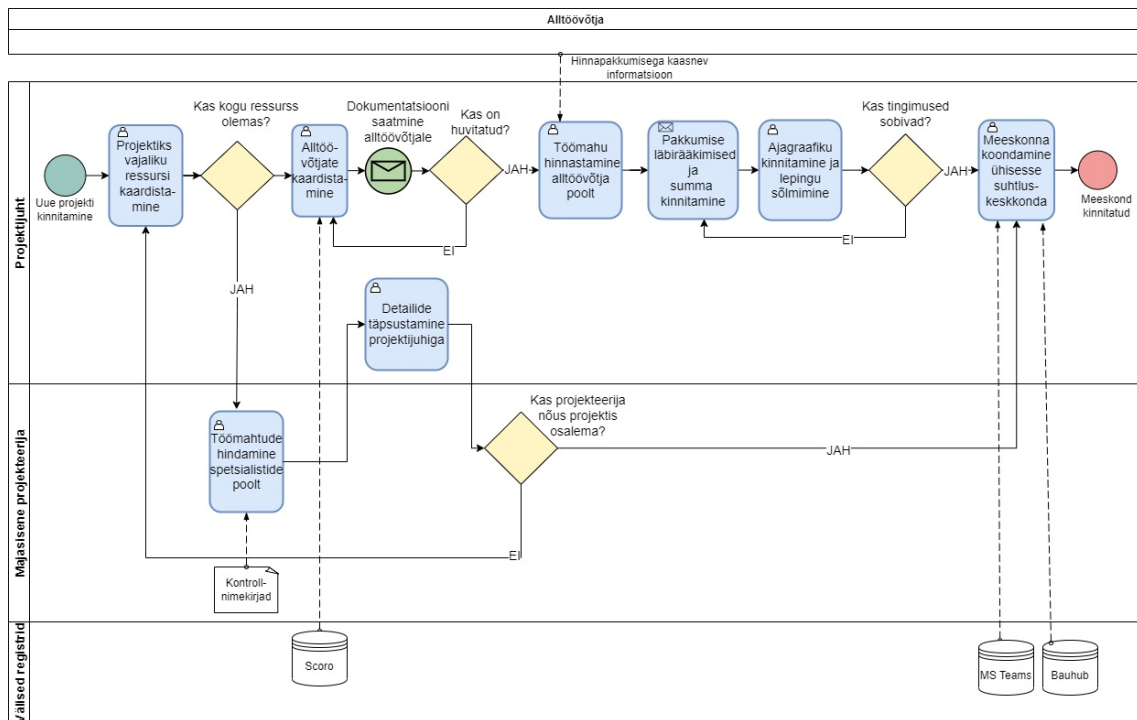 Alltöövõtja
Hinnapakkumisega kaasnev
informatsioon
Projektijuht
Uue projekti
kinnitamine
Projektiks
vajaliku
ressursi
kaardista-
mine
Kas kogu ressurss
olemas?
JAH
Alltöö-
võtjate
kaardista-
mine
Dokumentatsiooni
saatmine
alltöövõtjale
Kas on
huvitatud?
JAH
EI
Töömahu
hinnastamine
alltöövõtja
poolt
Pakkumise
läbirääkimised
ja
summa
kinnitamine
Ajagraafiku
kinnitamine ja
lepingu
sõlmimine
Kas tingimused
sobivad?
JAH
EI
Meeskonna
koondamine
ühisesse
suhtlus-
keskkonda
Meeskond
kinnitatud
Detailide
täpsustamine
projektijuhiga
Majasisene projekteerija
Töömahtude
hindamine
spetsialistide
poolt
Kas projekteerija
nõus projektis
osalema?
JAH
EI
Kontroll-
nimekirjad
Välised registrid
Scoro
MS Teams
Bauhub